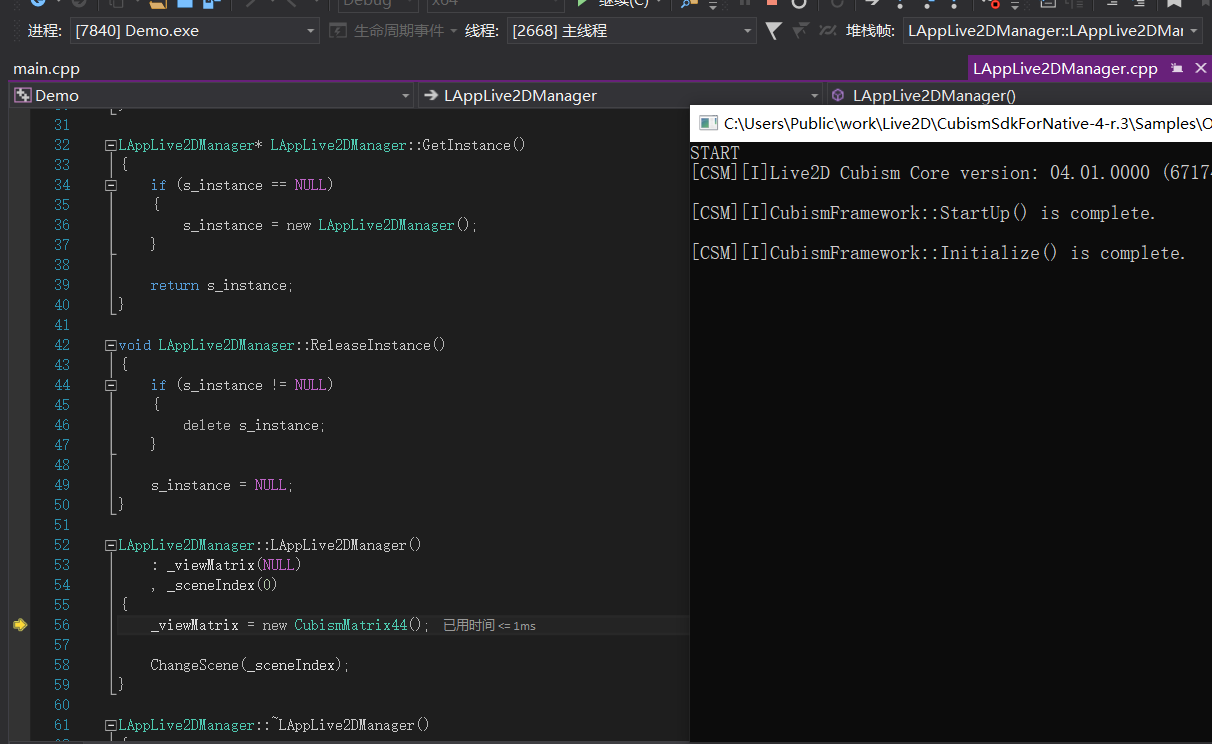 Debug x64 继续(C)
进程: [7840] Demo.exe 生命周期事件 线程: [2668] 主线程 堆栈帧: LAppLive2DManager::LAppLive2DMar
main.cpp LAppLive2DManager.cpp
Demo LAppLive2DManager LAppLive2DManager()
31 }
32 LAppLive2DManager* LAppLive2DManager::GetInstance()
33 {
34 if (s_instance == NULL)
35 {
36 s_instance = new LAppLive2DManager();
37 }
38
39 return s_instance;
40 }
41
42 void LAppLive2DManager::ReleaseInstance()
43 {
44 if (s_instance != NULL)
45 {
46 delete s_instance;
47 }
48
49 s_instance = NULL;
50 }
51
52 LAppLive2DManager::LAppLive2DManager()
53 : _viewMatrix(NULL)
54 , _sceneIndex(0)
55 {
56 _viewMatrix = new CubismMatrix44(); 已用时间 <= 1ms
57
58 ChangeScene(_sceneIndex);
59 }
60
61 LAppLive2DManager::~LAppLive2DManager()
C:\Users\Public\work\Live2D\CubismSdkForNative-4-r.3\Samples\O
START
[CSM][I]Live2D Cubism Core version: 04.01.0000 (6717
[CSM][I]CubismFramework::StartUp() is complete.
[CSM][I]CubismFramework::Initialize() is complete.